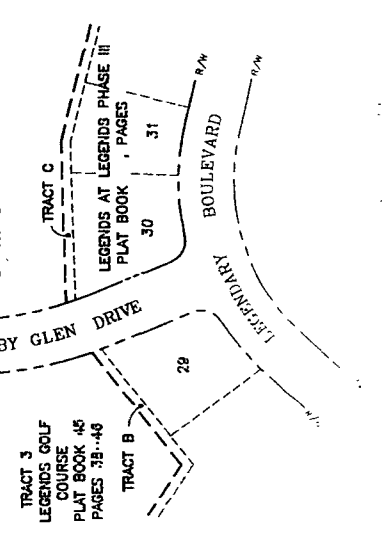 TRACT C
LEGENDS AT LEGENDS PHASE III
PLAT BOOK , PAGES
30
31
R/W
R/W
BOULEVARD
LEGENDARY
BY GLEN DRIVE
29
TRACT 3
LEGENDS GOLF
COURSE
PLAT BOOK 45
PAGES 38--46
TRACT B